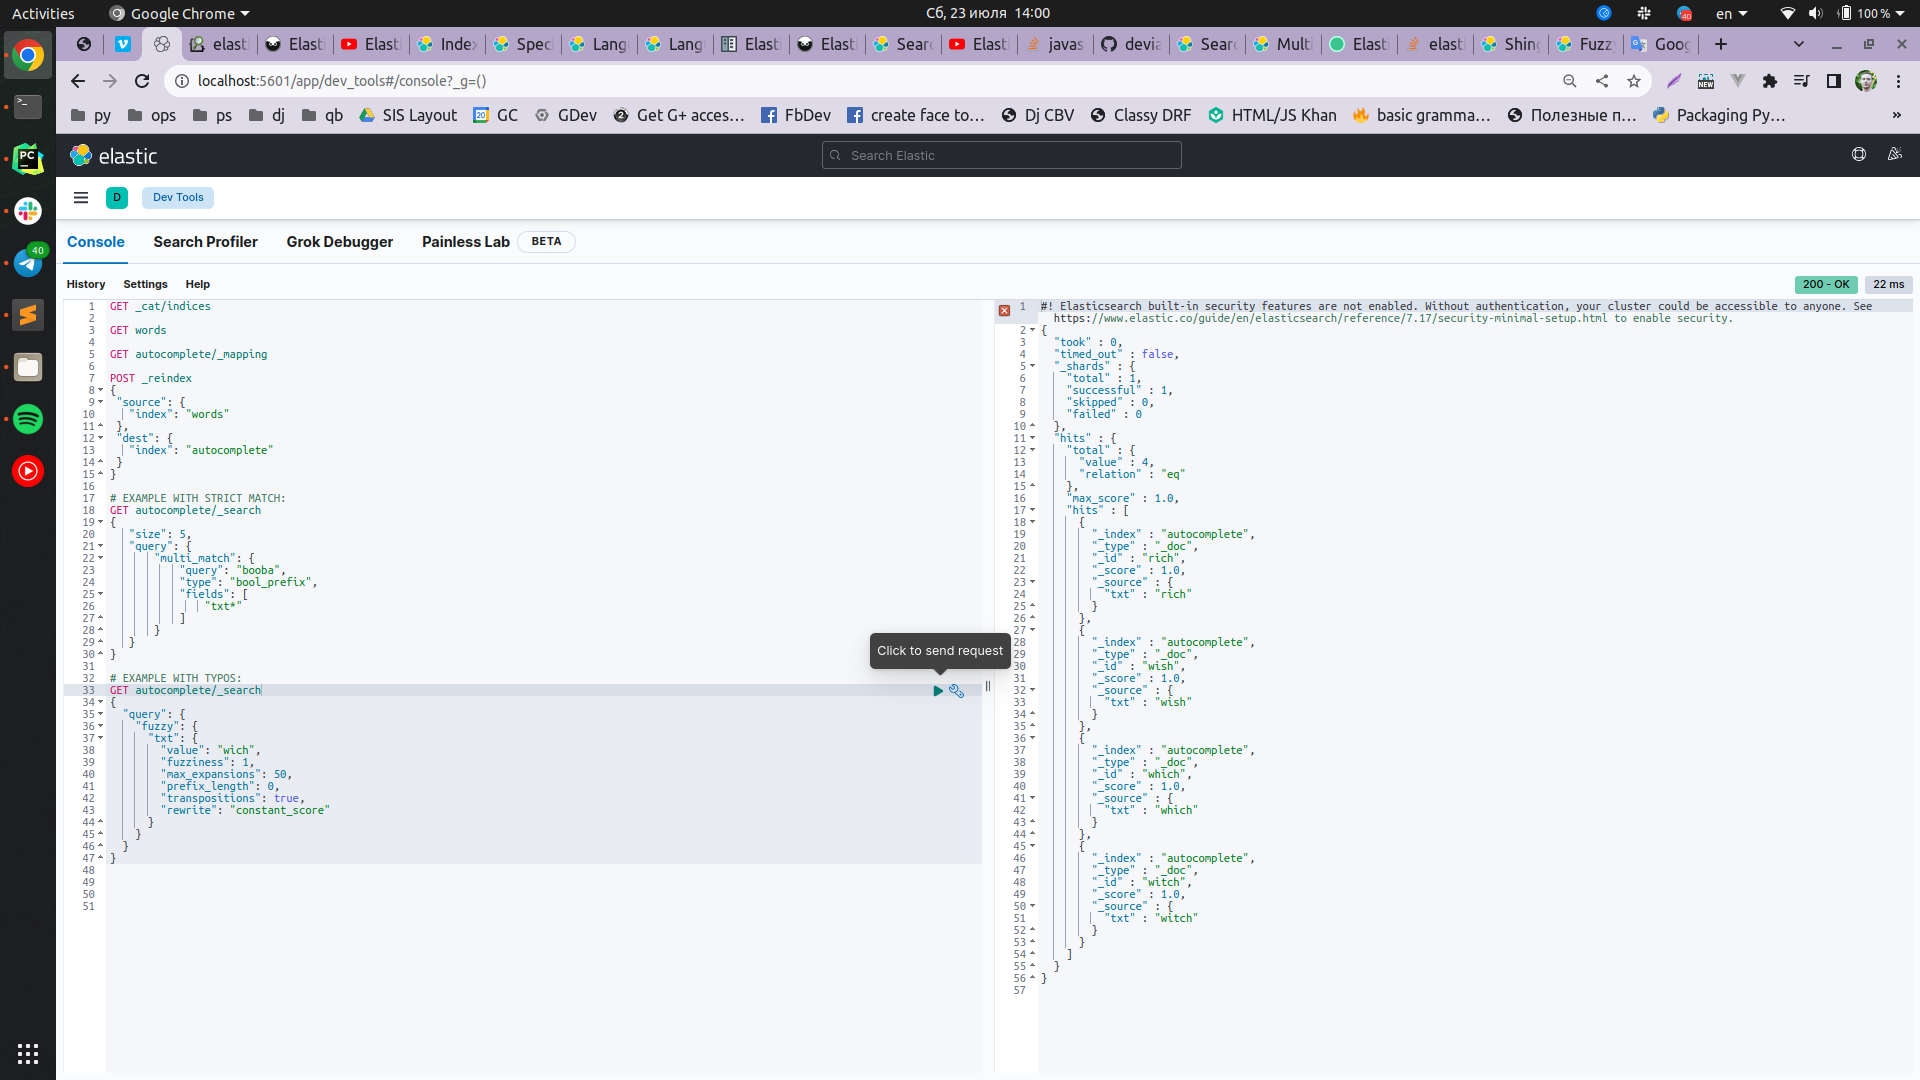 Activities
Google Chrome
Сб, 23 июля 14:00
40
en
100 %
elasti
Elasti
Elasti
Index
Speci
Lang
Lang
Elasti
Elasti
Searc
Elasti
javas
devia
Searc
Multi
Elasti
elasti
Shing
Fuzzy
Goog
localhost:5601/app/dev_tools#/console?_g=()
NEW
py
ops
ps
dj
qb
SIS Layout
GC
GDev
Get G+ acces...
FbDev
create face to...
Dj CBV
Classy DRF
HTML/JS Khan
basic gramma...
Полезные п...
Packaging Py...
»
elastic
Search Elastic
D
Dev Tools
Console
Search Profiler
Grok Debugger
Painless Lab
BETA
History
Settings
Help
200 - OK
22 ms
1 GET _cat/indices
2
3 GET words
4
5 GET autocomplete/_mapping
6
7 POST _reindex
8 {
9 "source": {
10 "index": "words"
11 },
12 "dest": {
13 "index": "autocomplete"
14 }
15 }
16
17 # EXAMPLE WITH STRICT MATCH:
18 GET autocomplete/_search
19 {
20 "size": 5,
21 "query": {
22 "multi_match": {
23 "query": "booba",
24 "type": "bool_prefix",
25 "fields": [
26 "txt*"
27 ]
28 }
29 }
30 }
31
32 # EXAMPLE WITH TYPOS:
33 GET autocomplete/_search
34 {
35 "query": {
36 "fuzzy": {
37 "txt": {
38 "value": "wich",
39 "fuzziness": 1,
40 "max_expansions": 50,
41 "prefix_length": 0,
42 "transpositions": true,
43 "rewrite": "constant_score"
44 }
45 }
46 }
47 }
48
49
50
51
Click to send request
1 #! Elasticsearch built-in security features are not enabled. Without authentication, your cluster could be accessible to anyone. See
https://www.elastic.co/guide/en/elasticsearch/reference/7.17/security-minimal-setup.html to enable security.
2 {
3 "took" : 0,
4 "timed_out" : false,
5 "_shards" : {
6 "total" : 1,
7 "successful" : 1,
8 "skipped" : 0,
9 "failed" : 0
10 },
11 "hits" : {
12 "total" : {
13 "value" : 4,
14 "relation" : "eq"
15 },
16 "max_score" : 1.0,
17 "hits" : [
18 {
19 "_index" : "autocomplete",
20 "_type" : "_doc",
21 "_id" : "rich",
22 "_score" : 1.0,
23 "_source" : {
24 "txt" : "rich"
25 }
26 },
27 {
28 "_index" : "autocomplete",
29 "_type" : "_doc",
30 "_id" : "wish",
31 "_score" : 1.0,
32 "_source" : {
33 "txt" : "wish"
34 }
35 },
36 {
37 "_index" : "autocomplete",
38 "_type" : "_doc",
39 "_id" : "which",
40 "_score" : 1.0,
41 "_source" : {
42 "txt" : "which"
43 }
44 },
45 {
46 "_index" : "autocomplete",
47 "_type" : "_doc",
48 "_id" : "witch",
49 "_score" : 1.0,
50 "_source" : {
51 "txt" : "witch"
52 }
53 }
54 ]
55 }
56 }
57
PC
40